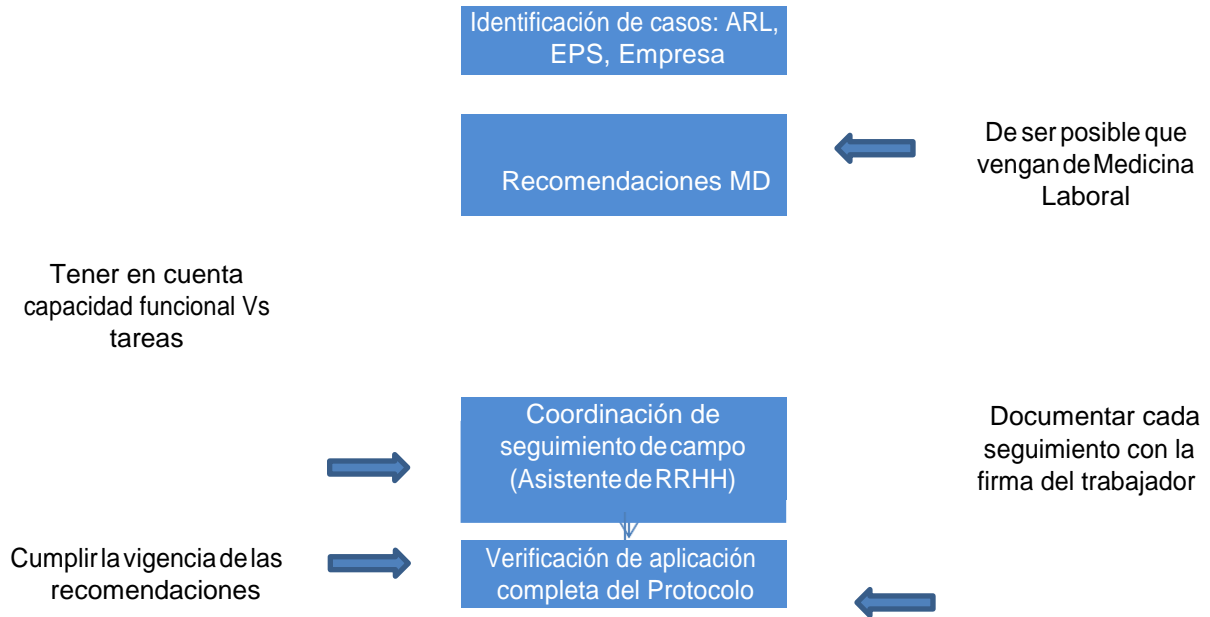 Identificación de casos: ARL,
EPS, Empresa
Recomendaciones MD
De ser posible que
vengan de Medicina
Laboral
Tener en cuenta
capacidad funcional Vs
tareas
Coordinación de
seguimiento de campo
(Asistente de RRHH)
Documentar cada
seguimiento con la
firma del trabajador
Cumplir la vigencia de las
recomendaciones
Verificación de aplicación
completa del Protocolo